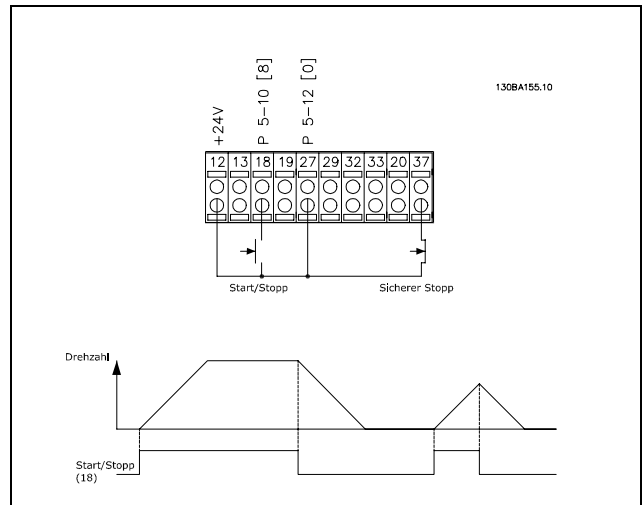 130BA155.10
+24V
P 5-10 [8]
P 5-12 [0]
12 13 18 19 27 29 32 33 20 37
Start/Stopp
Sicherer Stopp
Drehzahl
Start/Stopp
(18)